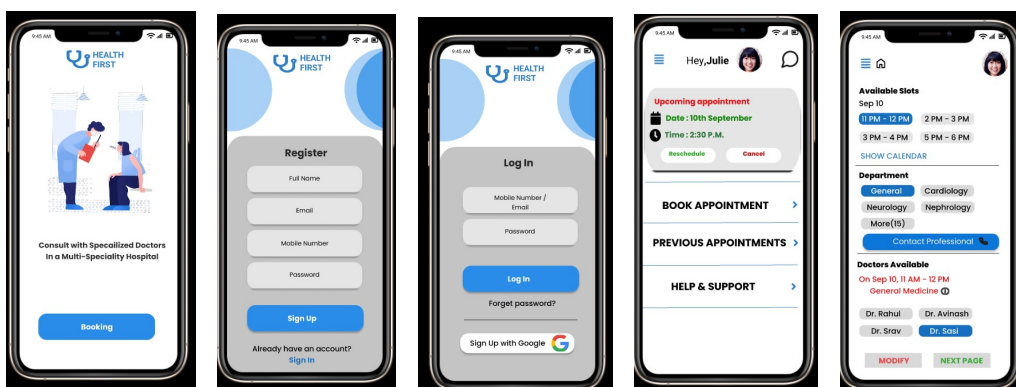 9:45 AM
HEALTH
FIRST
Consult with Specailized Doctors
In a Multi-Speciality Hospital
Booking
9:45 AM
HEALTH
FIRST
Register
Full Name
Email
Mobile Number
Password
Sign Up
Already have an account?
Sign In
9:45 AM
HEALTH
FIRST
Log In
Mobile Number /
Email
Password
Log In
Forget password?
Sign Up with Google
9:45 AM
Hey,Julie
Upcoming appointment
Date : 10th September
Time : 2:30 P.M.
Reschedule Cancel
BOOK APPOINTMENT >
PREVIOUS APPOINTMENTS >
HELP & SUPPORT >
9:45 AM
Available Slots
Sep 10
11 PM - 12 PM 2 PM - 3 PM
3 PM - 4 PM 5 PM - 6 PM
SHOW CALENDAR
Department
General Cardiology
Neurology Nephrology
More(15)
Contact Professional
Doctors Available
On Sep 10, 11 AM - 12 PM
General Medicine
Dr. Rahul Dr. Avinash
Dr. Srav Dr. Sasi
MODIFY NEXT PAGE